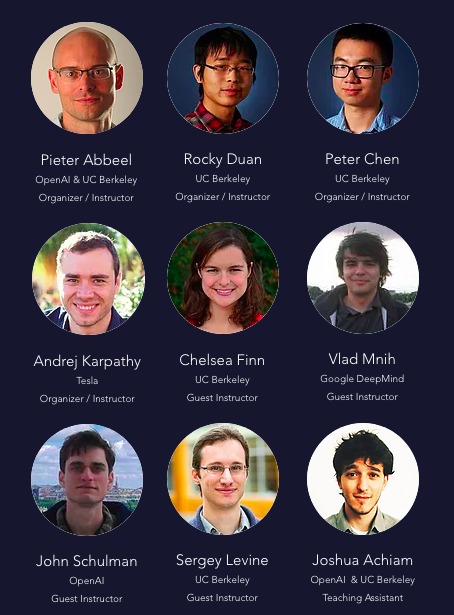 Pieter Abbeel
OpenAI & UC Berkeley
Organizer / Instructor
Rocky Duan
UC Berkeley
Organizer / Instructor
Peter Chen
UC Berkeley
Organizer / Instructor
Andrej Karpathy
Tesla
Organizer / Instructor
Chelsea Finn
UC Berkeley
Guest Instructor
Vlad Mnih
Google DeepMind
Guest Instructor
John Schulman
OpenAI
Guest Instructor
Sergey Levine
UC Berkeley
Guest Instructor
Joshua Achiam
OpenAI & UC Berkeley
Teaching Assistant